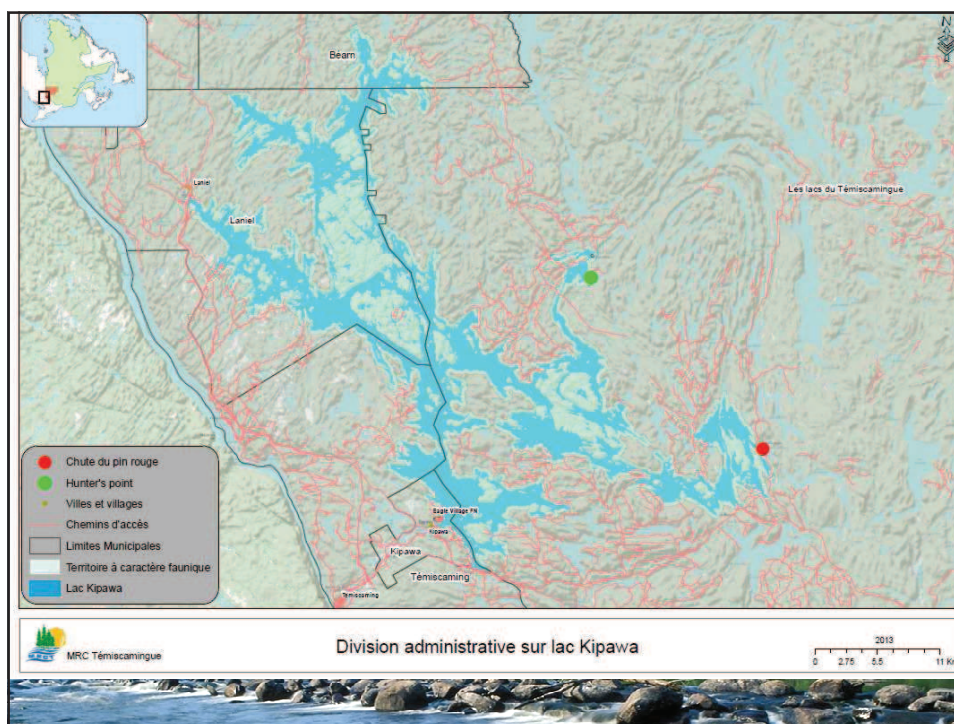 Béarn
N
Laniel
Les lacs du Témiscamingue
Laniel
Chute du pin rouge
Hunter's point
Villes et villages
Chemins d'accès
Limites Municipales
Territoire à caractère faunique
Lac Kipawa
Eagle Village FN
Kipawa
Kipawa
Témiscaming
Temiscaming
MRC Témiscamingue
Division administrative sur lac Kipawa
2013
0 2.75 5.5 11 Km